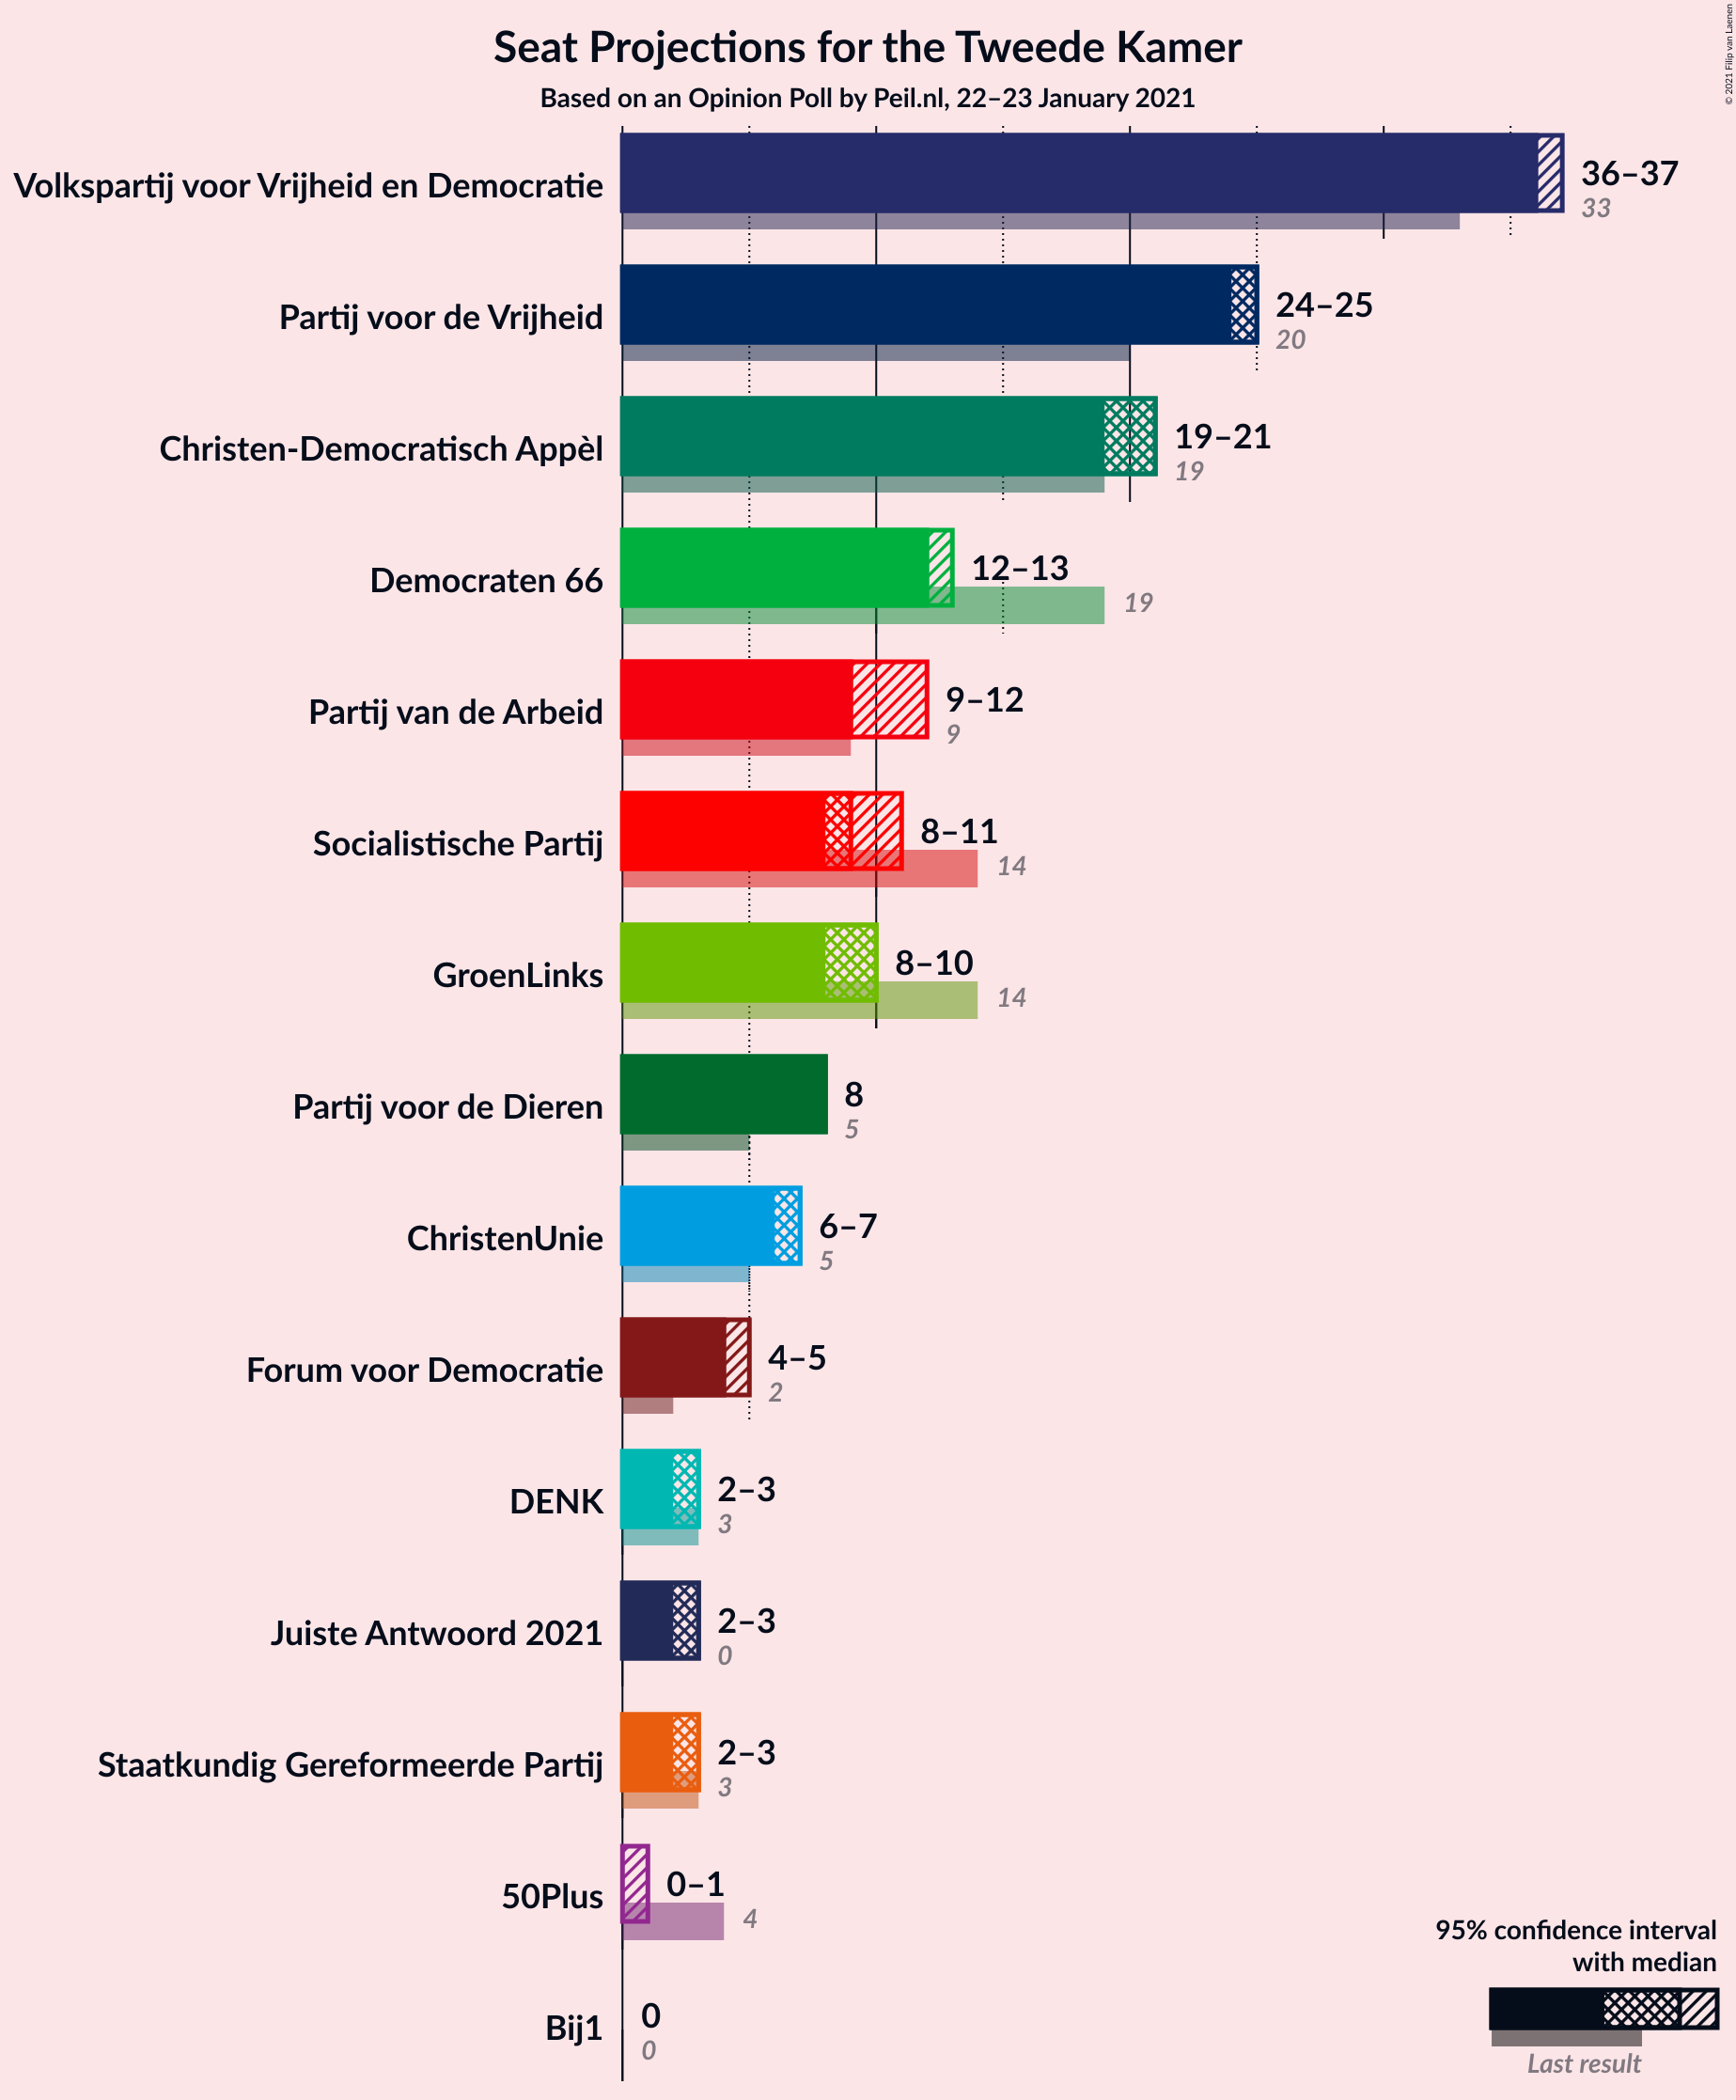 Seat Projections for the Tweede Kamer
Based on an Opinion Poll by Peil.nl, 22–23 January 2021
© 2021 Filip van Laenen
Volkspartij voor Vrijheid en Democratie
36–37
33
Partij voor de Vrijheid
24–25
20
Christen-Democratisch Appèl
19–21
19
Democraten 66
12–13
19
Partij van de Arbeid
9–12
9
Socialistische Partij
8–11
14
GroenLinks
8–10
14
Partij voor de Dieren
8
5
ChristenUnie
6–7
5
Forum voor Democratie
4–5
2
DENK
2–3
3
Juiste Antwoord 2021
2–3
0
Staatkundig Gereformeerde Partij
2–3
3
50Plus
0–1
4
Bij1
0
0
95% confidence interval
with median
Last result